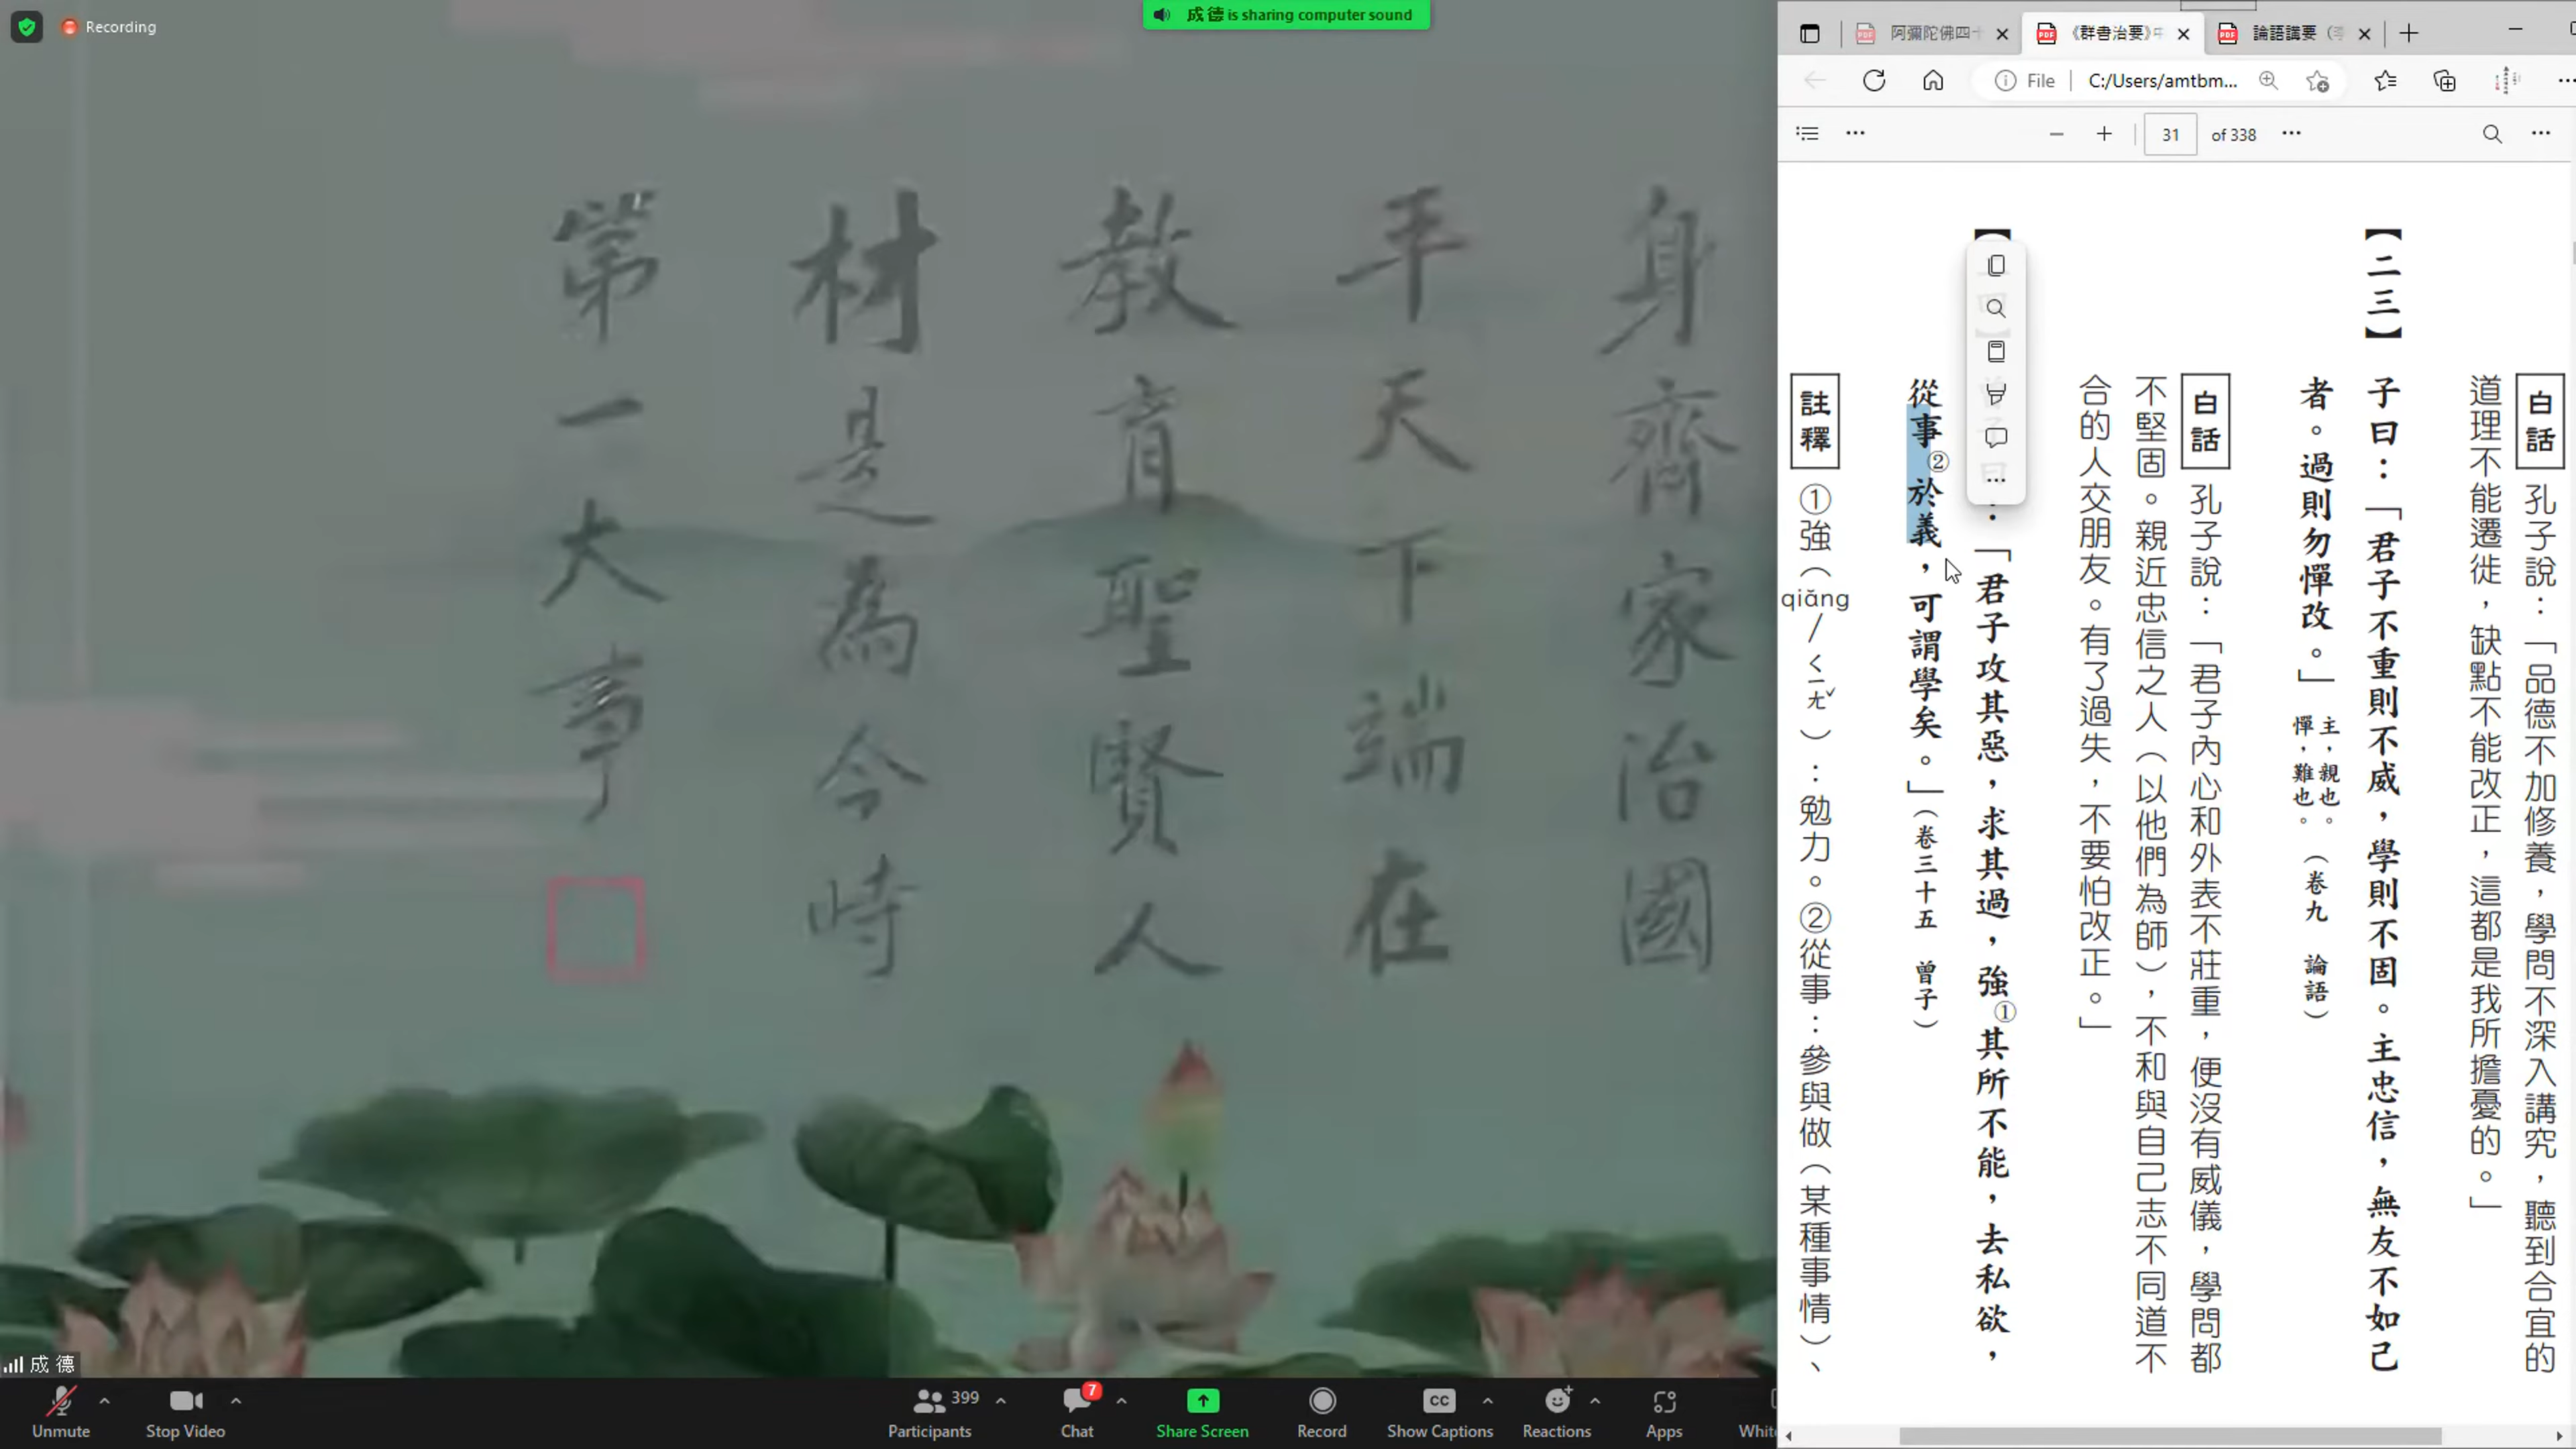 Recording
成 德 is sharing computer sound
身齊家治國
平天下端在
教育聖賢人
材是為今時
第一大事
成 德
Unmute
Stop Video
399
Participants
7
Chat
Share Screen
Record
CC
Show Captions
Reactions
Apps
阿彌陀佛四十
《群書治要》
論語講要
File
C:/Users/amtbm...
31
of 338
白話
孔子說：「品德不加修養，學問不深入講究，聽到合宜的
道理不能遷徙，缺點不能改正，這都是我所擔憂的。」
【二三】
子曰：「君子不重則不威，學則不固。主忠信，無友不如己
者。過則勿憚改。」
主，親也。
憚，難也。
（卷九 論語）
白話
孔子說：「君子內心和外表不莊重，便沒有威儀，學問都
不堅固。親近忠信之人（以他們為師），不和與自己志不同道不
合的人交朋友。有了過失，不要怕改正。」
：「君子攻其惡，求其過，強①其所不能，去私欲，
從事②於義，可謂學矣。」（卷三十五 曾子）
註釋
①強（qiǎng/ㄑㄧㄤˇ）：勉力。②從事：參與做（某種事情）、